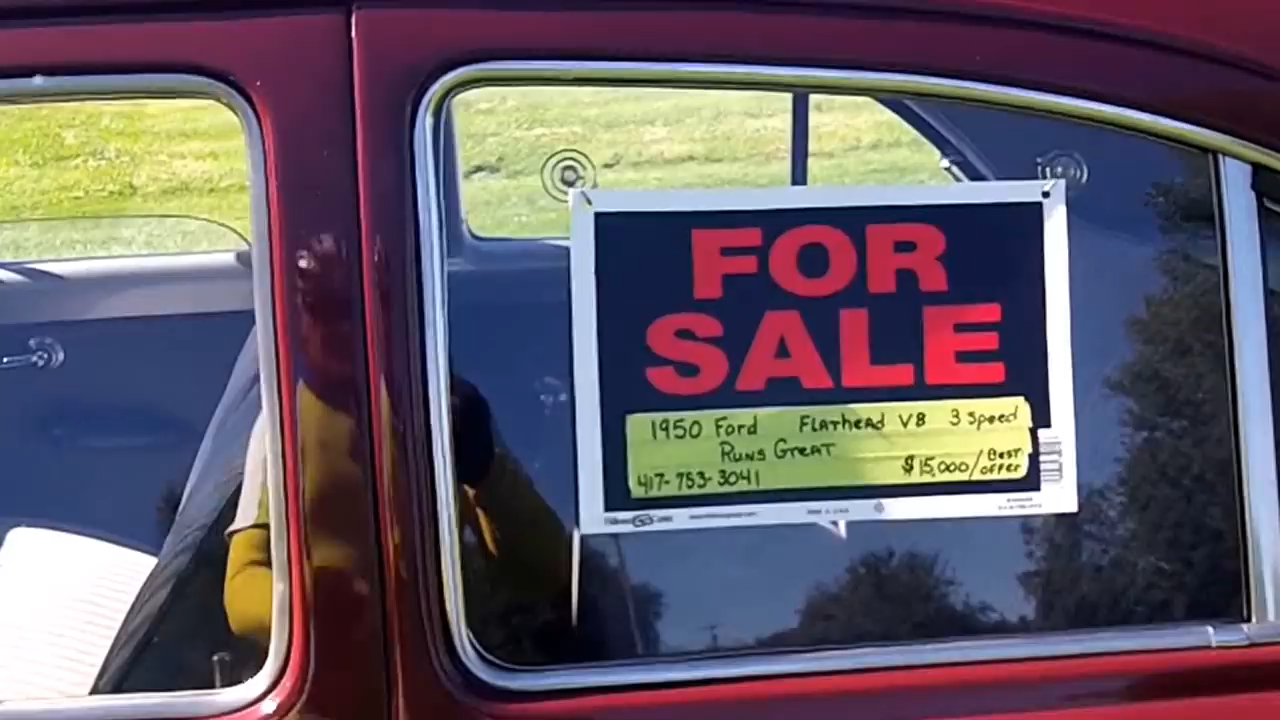 FOR
SALE
1950 Ford FLATHEAD V8 3 Speed
RUNS GREAT
417-753-3041 $15,000/BEST OFFER